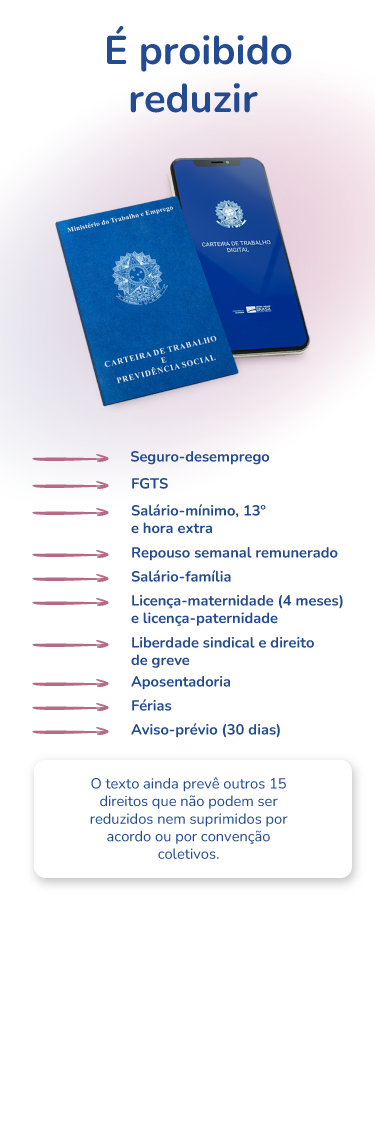 É proibido
reduzir
Ministério do Trabalho e Emprego
CARTEIRA DE TRABALHO
E
PREVIDÊNCIA SOCIAL
CARTEIRA DE TRABALHO
DIGITAL
BRASIL
Seguro-desemprego
FGTS
Salário-mínimo, 13º
e hora extra
Repouso semanal remunerado
Salário-família
Licença-maternidade (4 meses)
e licença-paternidade
Liberdade sindical e direito
de greve
Aposentadoria
Férias
Aviso-prévio (30 dias)
O texto ainda prevê outros 15
direitos que não podem ser
reduzidos nem suprimidos por
acordo ou por convenção
coletivos.